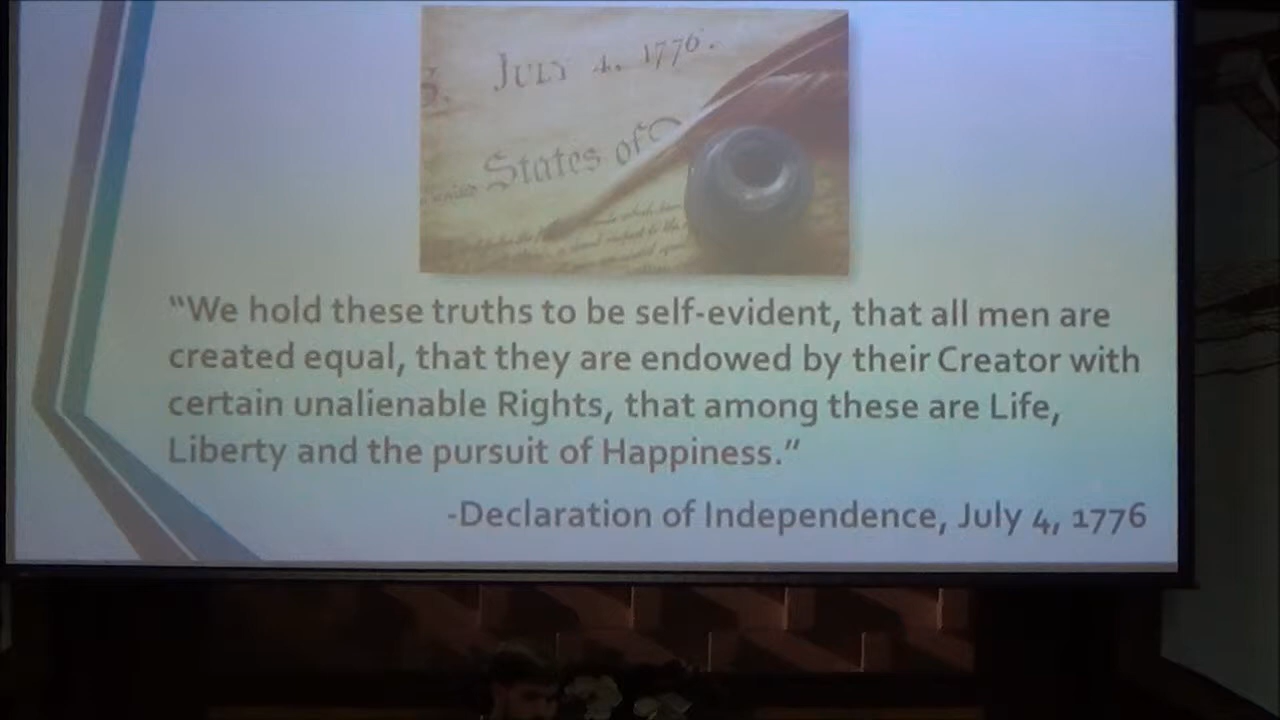 JULY 4, 1776.
States of
"We hold these truths to be self-evident, that all men are
created equal, that they are endowed by their Creator with
certain unalienable Rights, that among these are Life,
Liberty and the pursuit of Happiness."
-Declaration of Independence, July 4, 1776